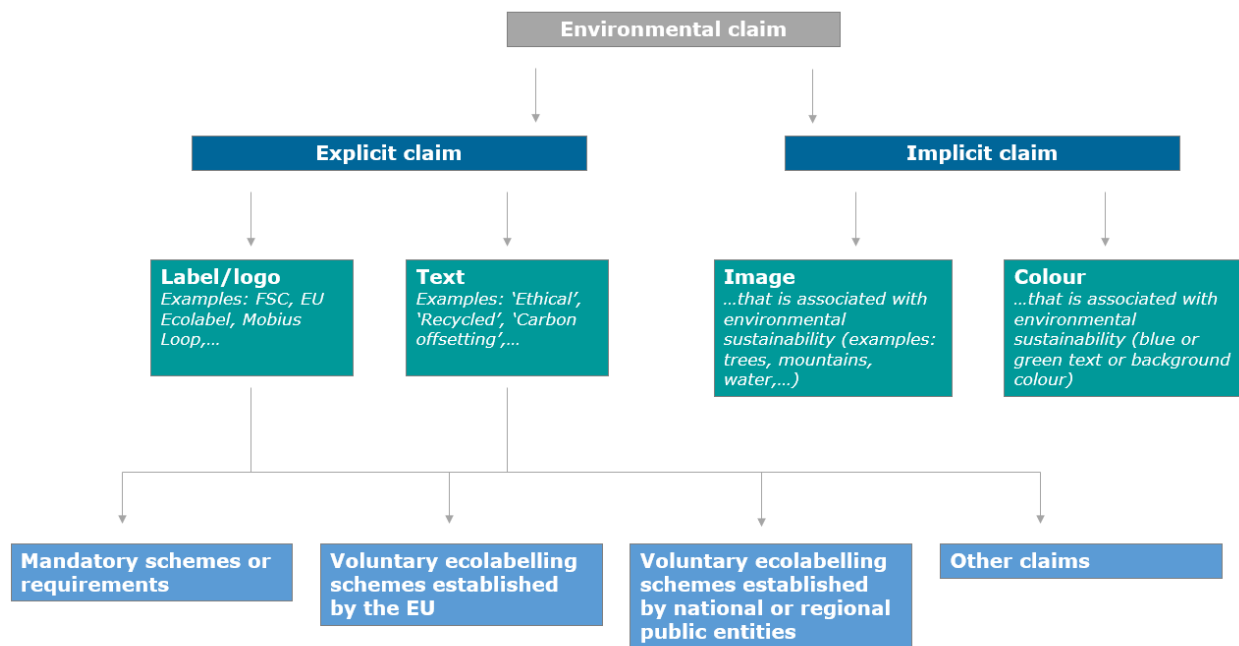 Environmental claim
Explicit claim
Implicit claim
Label/logo
Examples: FSC, EU
Ecolabel, Mobius
Loop,…
Text
Examples: ‘Ethical’,
‘Recycled’, ‘Carbon
offsetting’,…
Image
…that is associated with
environmental
sustainability (examples:
trees, mountains,
water,…)
Colour
…that is associated with
environmental
sustainability (blue or
green text or background
colour)
Mandatory schemes or
requirements
Voluntary ecolabelling
schemes established
by the EU
Voluntary ecolabelling
schemes established
by national or regional
public entities
Other claims